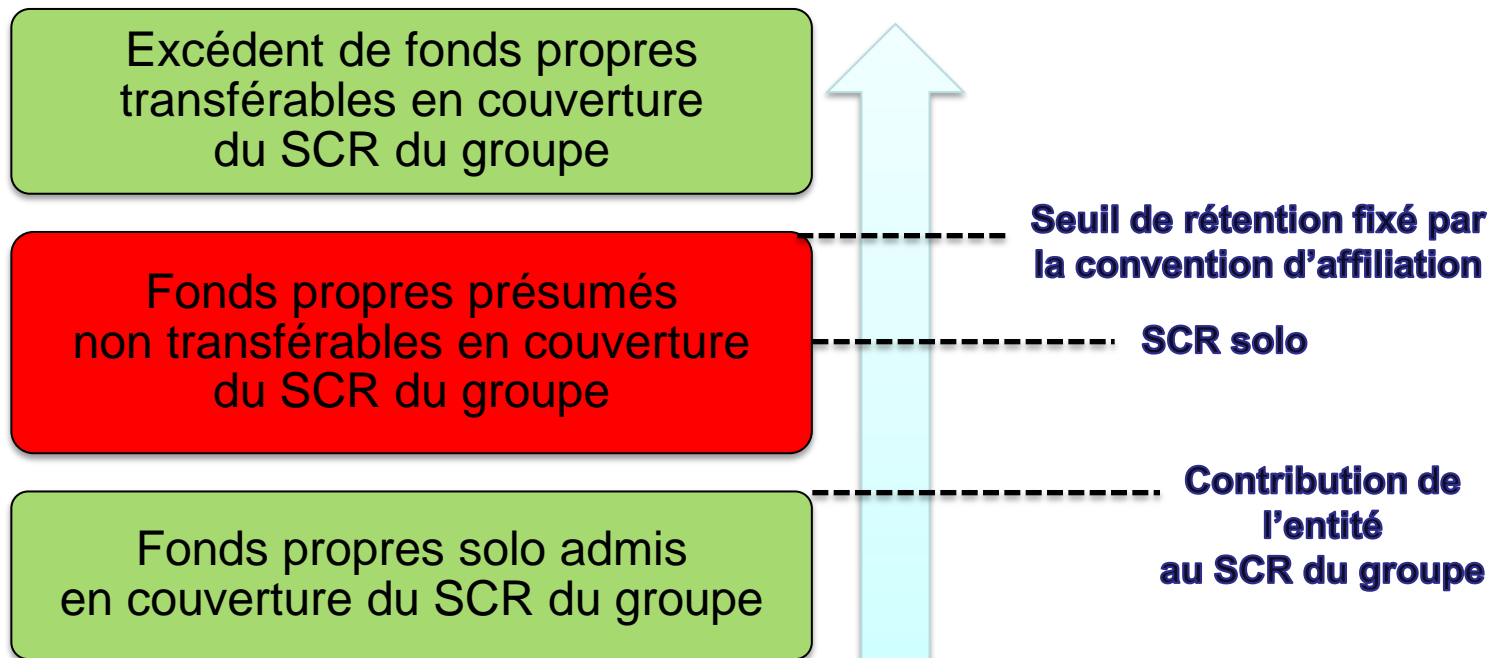 Excédent de fonds propres
transférables en couverture
du SCR du groupe
Seuil de rétention fixé par
la convention d'affiliation
Fonds propres présumés
non transférables en couverture
du SCR du groupe
SCR solo
Contribution de
l'entité
au SCR du groupe
Fonds propres solo admis
en couverture du SCR du groupe